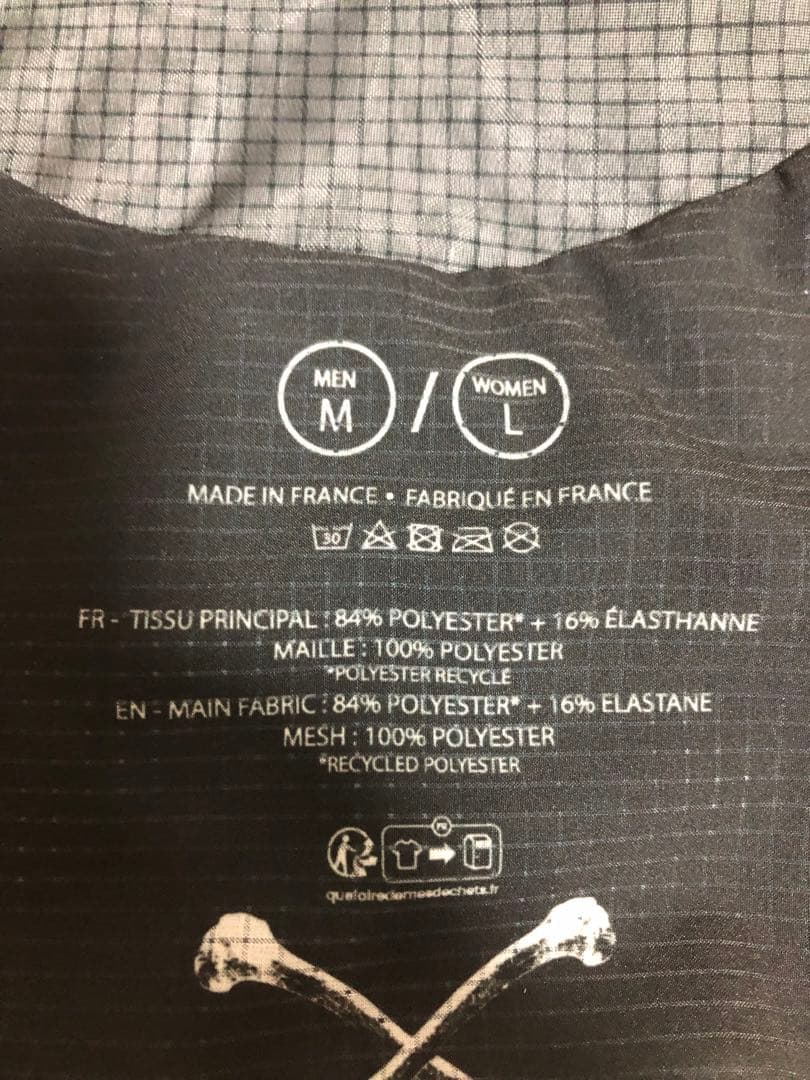 MEN
M
/
WOMEN
L
MADE IN FRANCE • FABRIQUÉ EN FRANCE
30
FR - TISSU PRINCIPAL : 84% POLYESTER* + 16% ÉLASTHANNE
MAILLE : 100% POLYESTER
*POLYESTER RECYCLÉ
EN - MAIN FABRIC : 84% POLYESTER* + 16% ELASTANE
MESH : 100% POLYESTER
*RECYCLED POLYESTER
FR
quefairedemesdechets.fr